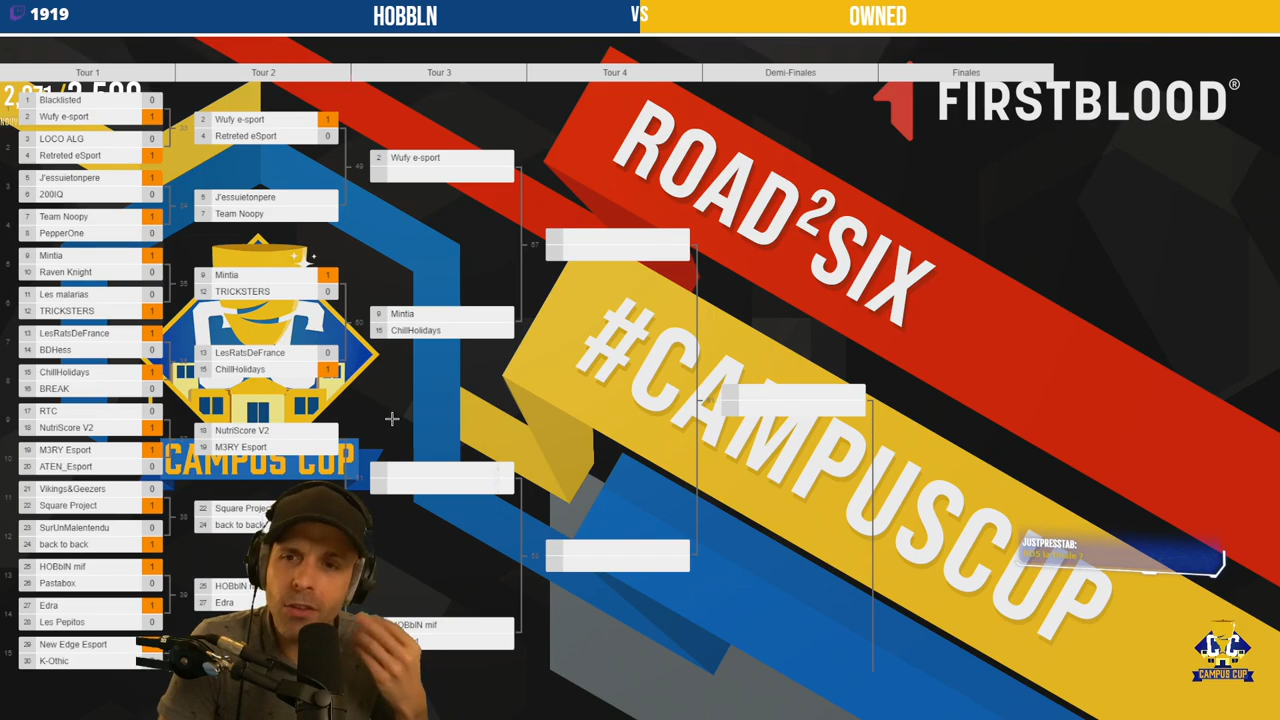 1919
HOBBLN
VS
OWNED
Tour 1
Tour 2
Tour 3
Tour 4
Demi-Finales
Finales
FIRSTBLOOD®
ROAD²SIX
#CAMPUSCUP
1 Blacklisted 0
2 Wufy e-sport 1
3 LOCO ALG 0
4 Retreted eSport 1
5 J'essuietonpere 1
6 200IQ 0
7 Team Noopy 1
8 PepperOne 0
9 Mintia 1
10 Raven Knight 0
11 Les malarias 0
12 TRICKSTERS 1
13 LesRatsDeFrance 1
14 BDHess 0
15 ChillHolidays 1
16 BREAK 0
17 RTC 0
18 NutriScore V2 1
19 M3RY Esport 1
20 ATEN_Esport 0
21 Vikings&Geezers 0
22 Square Project 1
23 SurUnMalentendu 0
24 back to back 1
25 HOBbIN mif 1
26 Pastabox 0
27 Edra 1
28 Les Pepitos 0
29 New Edge Esport
30 K-Othic
2 Wufy e-sport 1
4 Retreted eSport 0
5 J'essuietonpere
7 Team Noopy
9 Mintia 1
12 TRICKSTERS 0
13 LesRatsDeFrance 0
15 ChillHolidays 1
18 NutriScore V2
19 M3RY Esport
22 Square Projec
24 back to back
25 HOBbIN
27 Edra
2 Wufy e-sport
9 Mintia
15 ChillHolidays
OBbIN mif
CAMPUS CUP
JUSTPRESSTAB:
BO5 la finale ?
CC
CAMPUS CUP